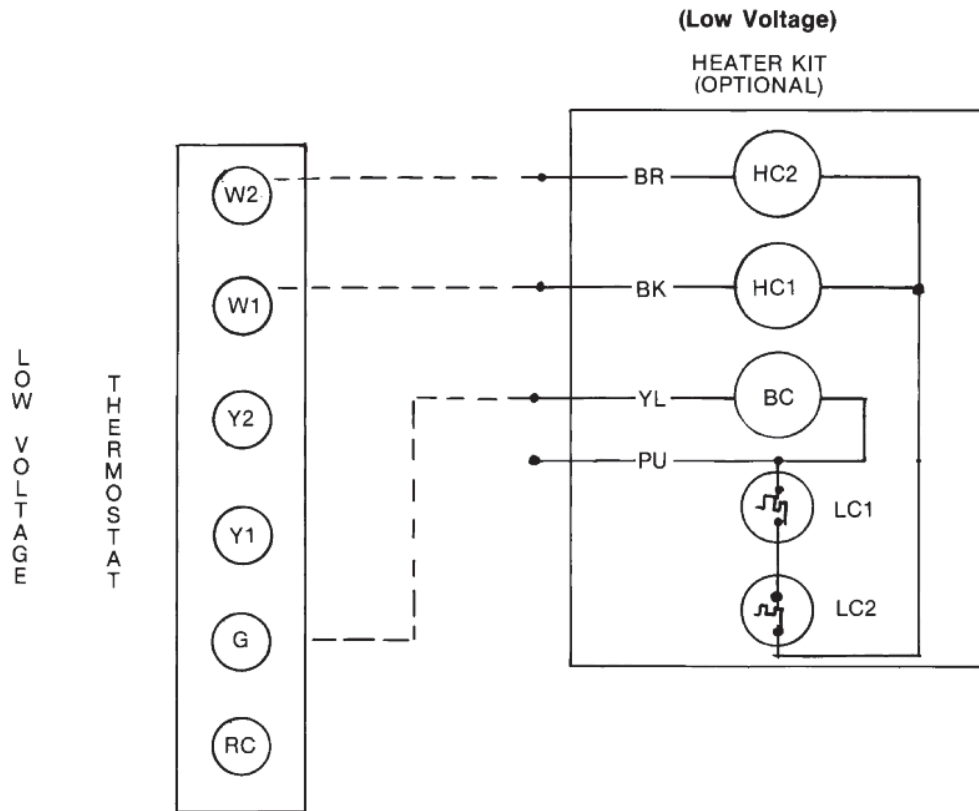 (Low Voltage)
HEATER KIT
(OPTIONAL)
W2
BR
HC2
W1
BK
HC1
LOW VOLTAGE
THERMOSTAT
Y2
YL
BC
PU
Y1
LC1
LC2
G
RC